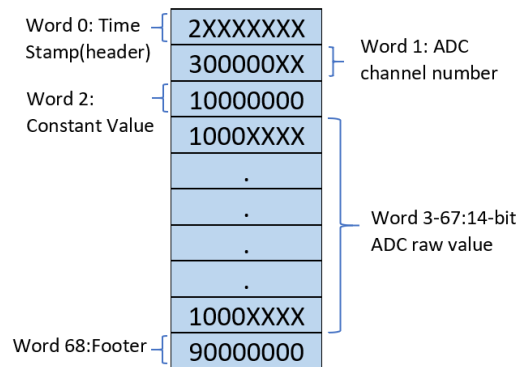 Word 0: Time
Stamp(header)
2XXXXXXX
300000XX
Word 1: ADC
channel number
Word 2:
Constant Value
10000000
1000XXXX
.
.
.
.
Word 3-67:14-bit
ADC raw value
1000XXXX
Word 68:Footer
90000000